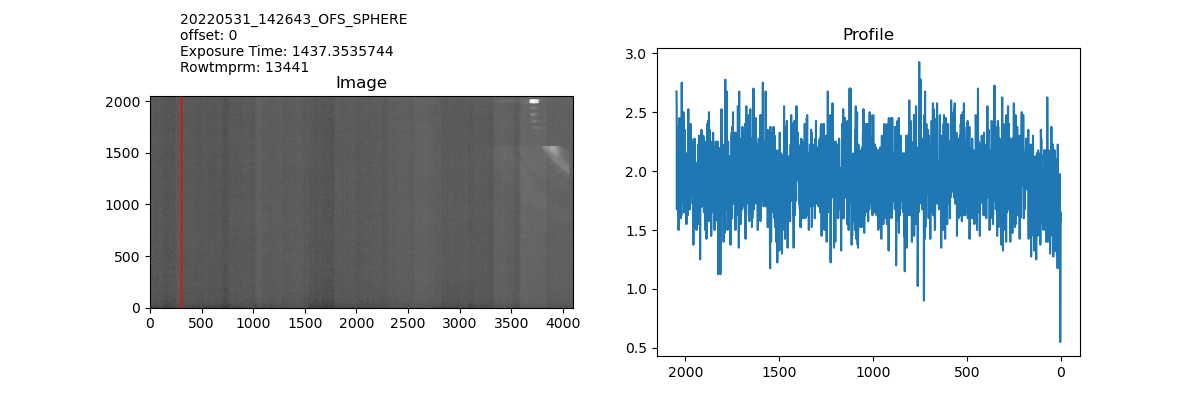 20220531_142643_OFS_SPHERE
offset: 0
Exposure Time: 1437.3535744
Rowtmprm: 13441
Image
2000
1500
1000
500
0
0 500 1000 1500 2000 2500 3000 3500 4000
Profile
3.0
2.5
2.0
1.5
1.0
0.5
2000 1500 1000 500 0